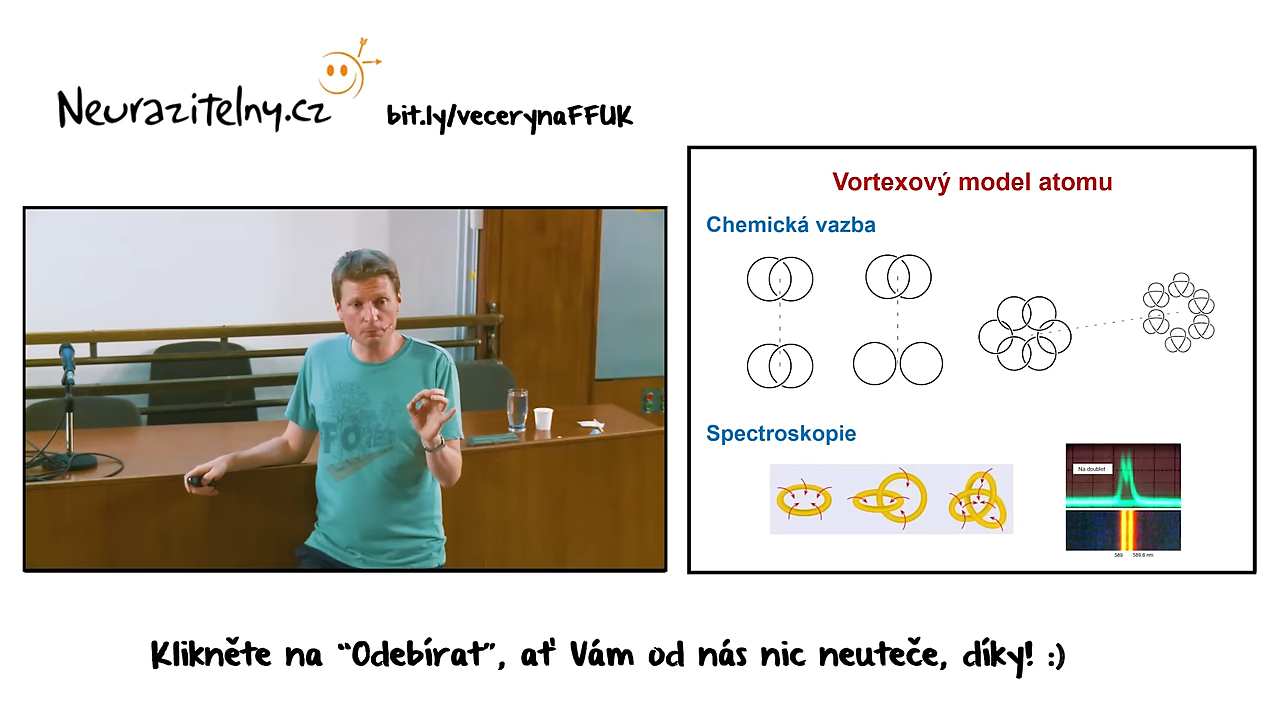 Neurazitelny.cz
bit.ly/vecerynaFFUK
Vortexový model atomu
Chemická vazba
Spectroskopie
Na doublet
589 589.6 nm
Klikněte na “Odebírat”, ať Vám od nás nic neuteče, díky! :)